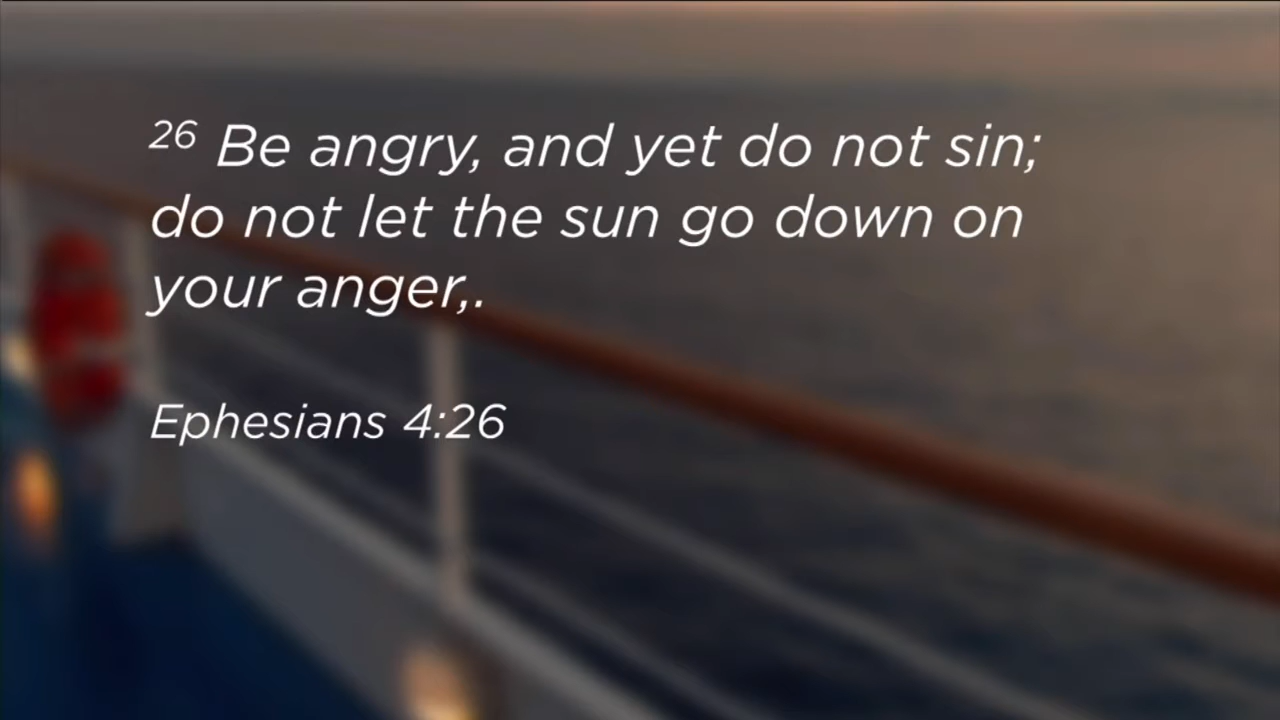 26 Be angry, and yet do not sin;
do not let the sun go down on
your anger,.
Ephesians 4:26